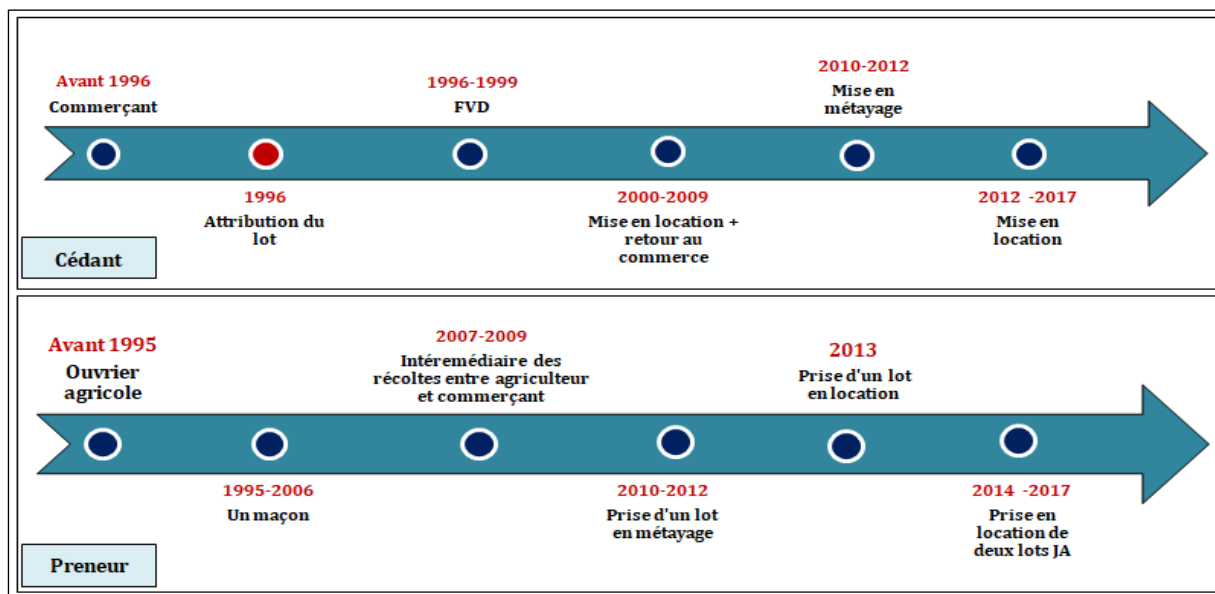 Avant 1996
Commerçant
1996-1999
FVD
2010-2012
Mise en
métayage
1996
Attribution du
lot
2000-2009
Mise en location +
retour au
commerce
2012 -2017
Mise en
location
Cédant
Avant 1995
Ouvrier
agricole
2007-2009
Intéremédiaire des
récoltes entre agriculteur
et commerçant
2013
Prise d'un lot
en location
1995-2006
Un maçon
2010-2012
Prise d'un lot
en métayage
2014 -2017
Prise en
location de
deux lots JA
Preneur